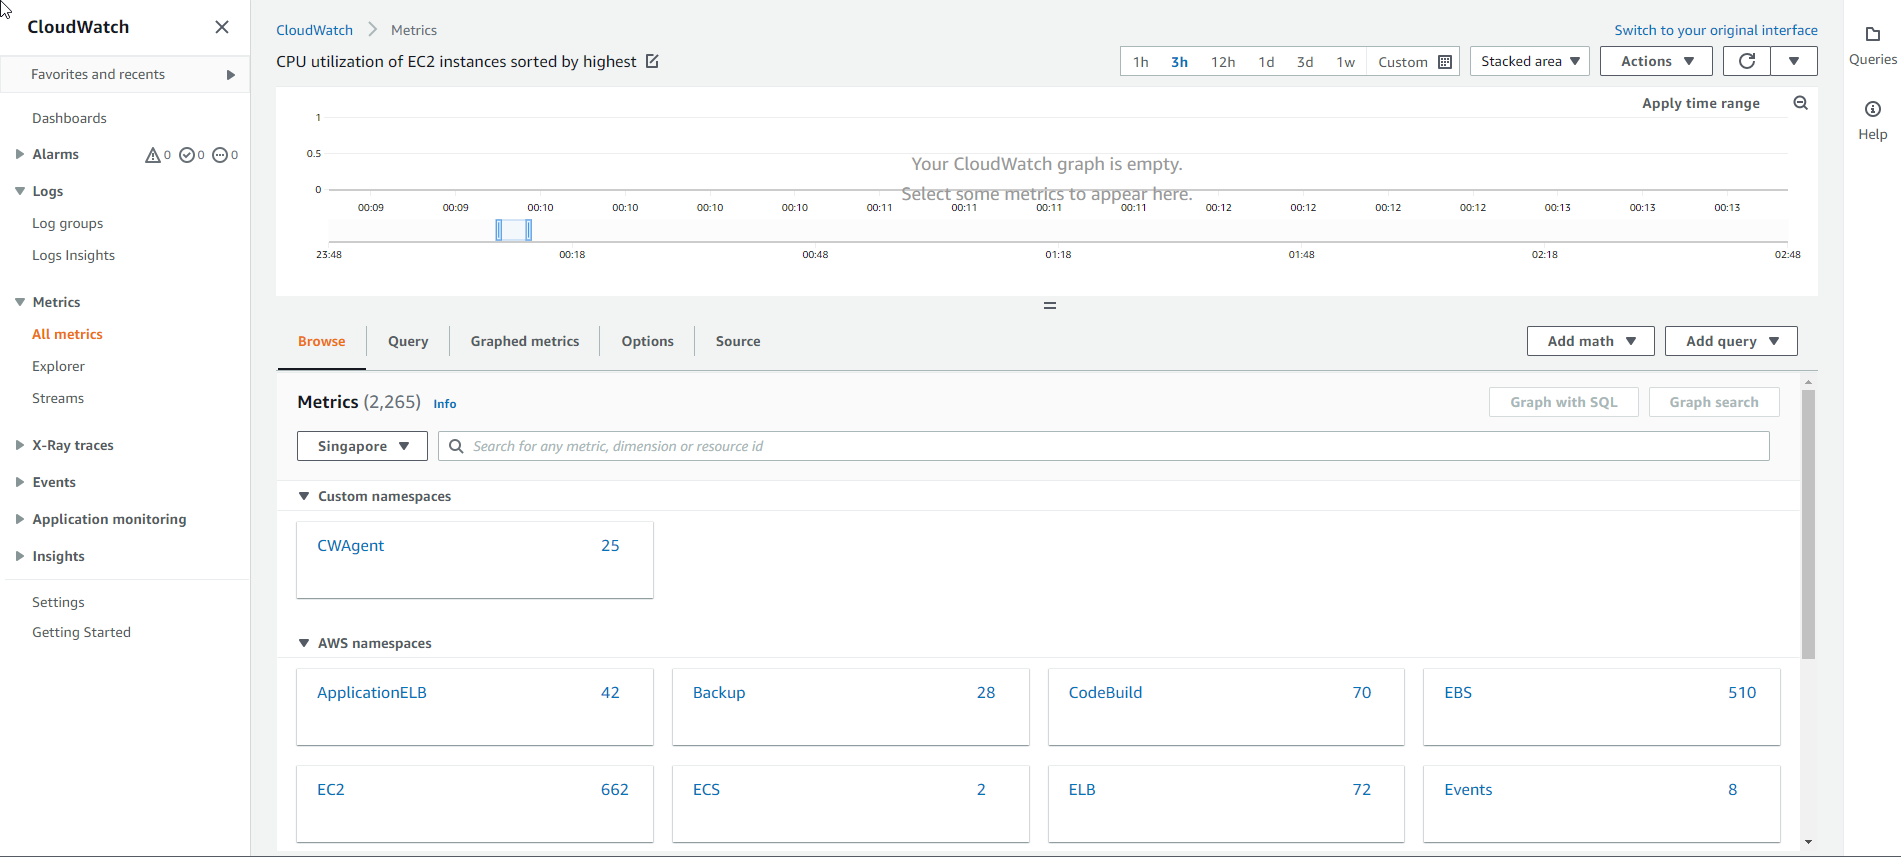 CloudWatch
Favorites and recents
Dashboards
Alarms 0 0 0
Logs
Log groups
Logs Insights
Metrics
All metrics
Explorer
Streams
X-Ray traces
Events
Application monitoring
Insights
Settings
Getting Started
CloudWatch Metrics
Switch to your original interface
CPU utilization of EC2 instances sorted by highest
1h 3h 12h 1d 3d 1w Custom
Stacked area
Actions
Apply time range
1
0.5
0
Your CloudWatch graph is empty.
Select some metrics to appear here.
00:09 00:09 00:10 00:10 00:10 00:10 00:11 00:11 00:11 00:11 00:12 00:12 00:12 00:12 00:13 00:13 00:13
23:48 00:18 00:48 01:18 01:48 02:18 02:48
Browse Query Graphed metrics Options Source
Add math
Add query
Metrics (2,265) Info
Graph with SQL
Graph search
Singapore
Search for any metric, dimension or resource id
Custom namespaces
CWAgent 25
AWS namespaces
ApplicationELB 42
Backup 28
CodeBuild 70
EBS 510
EC2 662
ECS 2
ELB 72
Events 8
Queries
Help